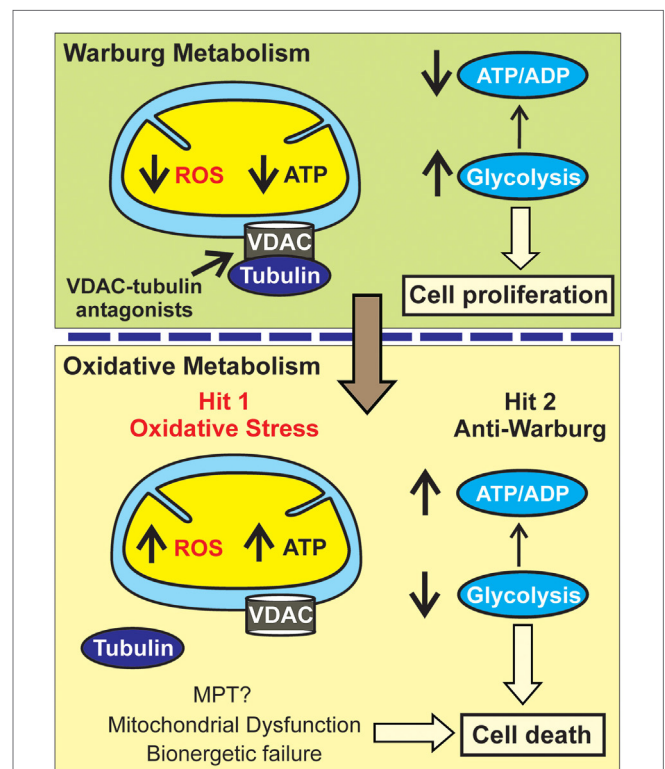 Warburg Metabolism
ROS
ATP
VDAC
Tubulin
VDAC-tubulin
antagonists
ATP/ADP
Glycolysis
Cell proliferation
Oxidative Metabolism
Hit 1
Oxidative Stress
Hit 2
Anti-Warburg
ROS
ATP
VDAC
Tubulin
ATP/ADP
Glycolysis
MPT?
Mitochondrial Dysfunction
Bionergetic failure
Cell death